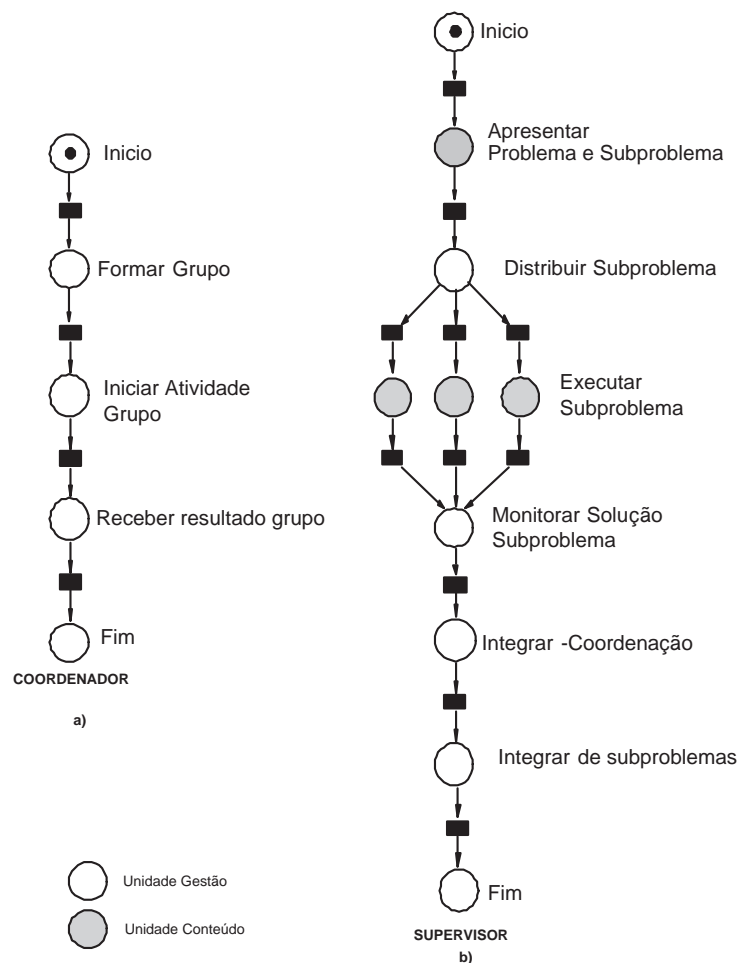 Inicio
Formar Grupo
Iniciar Atividade
Grupo
Receber resultado grupo
Fim
COORDENADOR
a)
Inicio
Apresentar
Problema e Subproblema
Distribuir Subproblema
Executar
Subproblema
Monitorar Solução
Subproblema
Integrar -Coordenação
Integrar de subproblemas
Fim
SUPERVISOR
b)
Unidade Gestão
Unidade Conteúdo